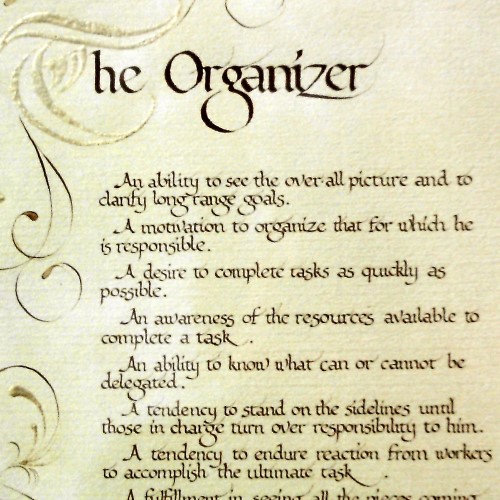 The Organizer
An ability to see the over-all picture and to
clarify long range goals.
A motivation to organize that for which he
is responsible.
A desire to complete tasks as quickly as
possible.
An awareness of the resources available to
complete a task.
An ability to know what can or cannot be
delegated.
A tendency to stand on the sidelines until
those in charge turn over responsibility to him.
A tendency to endure reaction from workers
to accomplish the ultimate task.
A fulfillment in seeing all the pieces coming